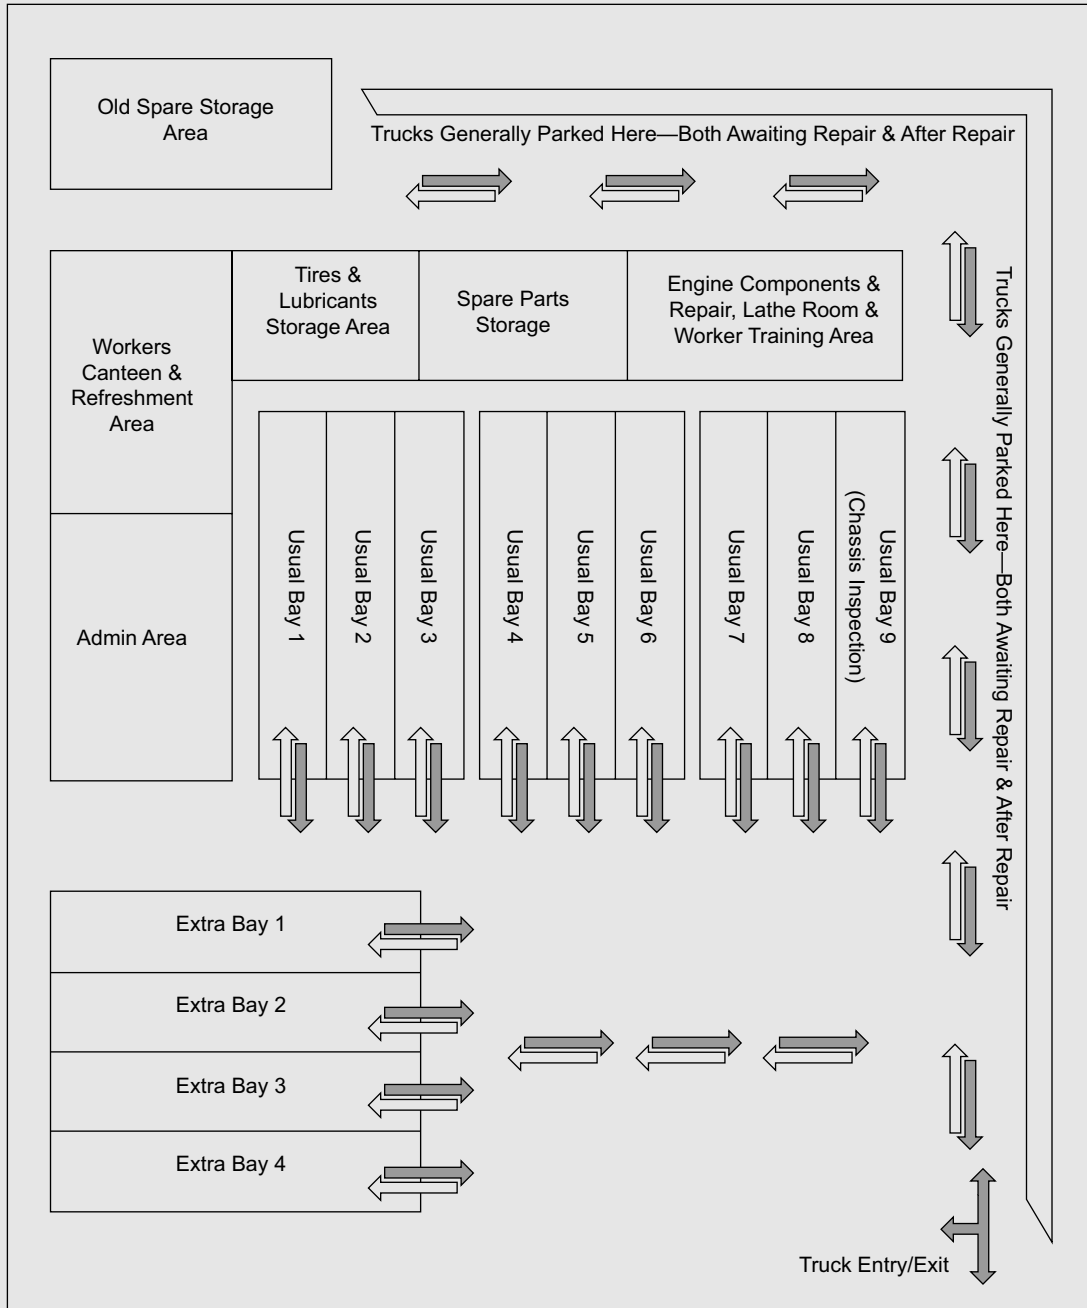 Old Spare Storage
Area
Trucks Generally Parked Here—Both Awaiting Repair & After Repair
Tires &
Lubricants
Storage Area
Spare Parts
Storage
Engine Components &
Repair, Lathe Room &
Worker Training Area
Workers
Canteen &
Refreshment
Area
Trucks Generally Parked Here—Both Awaiting Repair & After Repair
Admin Area
Usual Bay 1
Usual Bay 2
Usual Bay 3
Usual Bay 4
Usual Bay 5
Usual Bay 6
Usual Bay 7
Usual Bay 8
Usual Bay 9
(Chassis Inspection)
Extra Bay 1
Extra Bay 2
Extra Bay 3
Extra Bay 4
Truck Entry/Exit